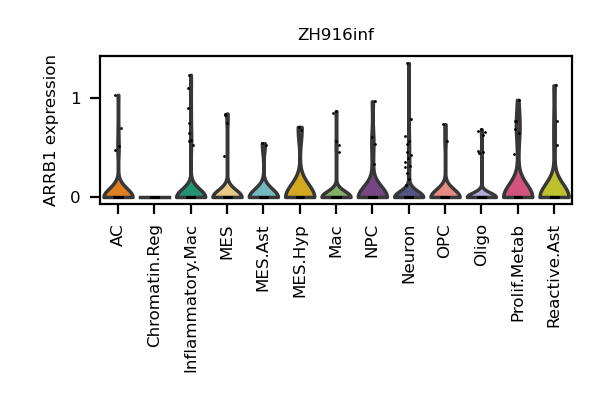 ZH916inf
ARRB1 expression
1
0
AC
Chromatin.Reg
Inflammatory.Mac
MES
MES.Ast
MES.Hyp
Mac
NPC
Neuron
OPC
Oligo
Prolif.Metab
Reactive.Ast